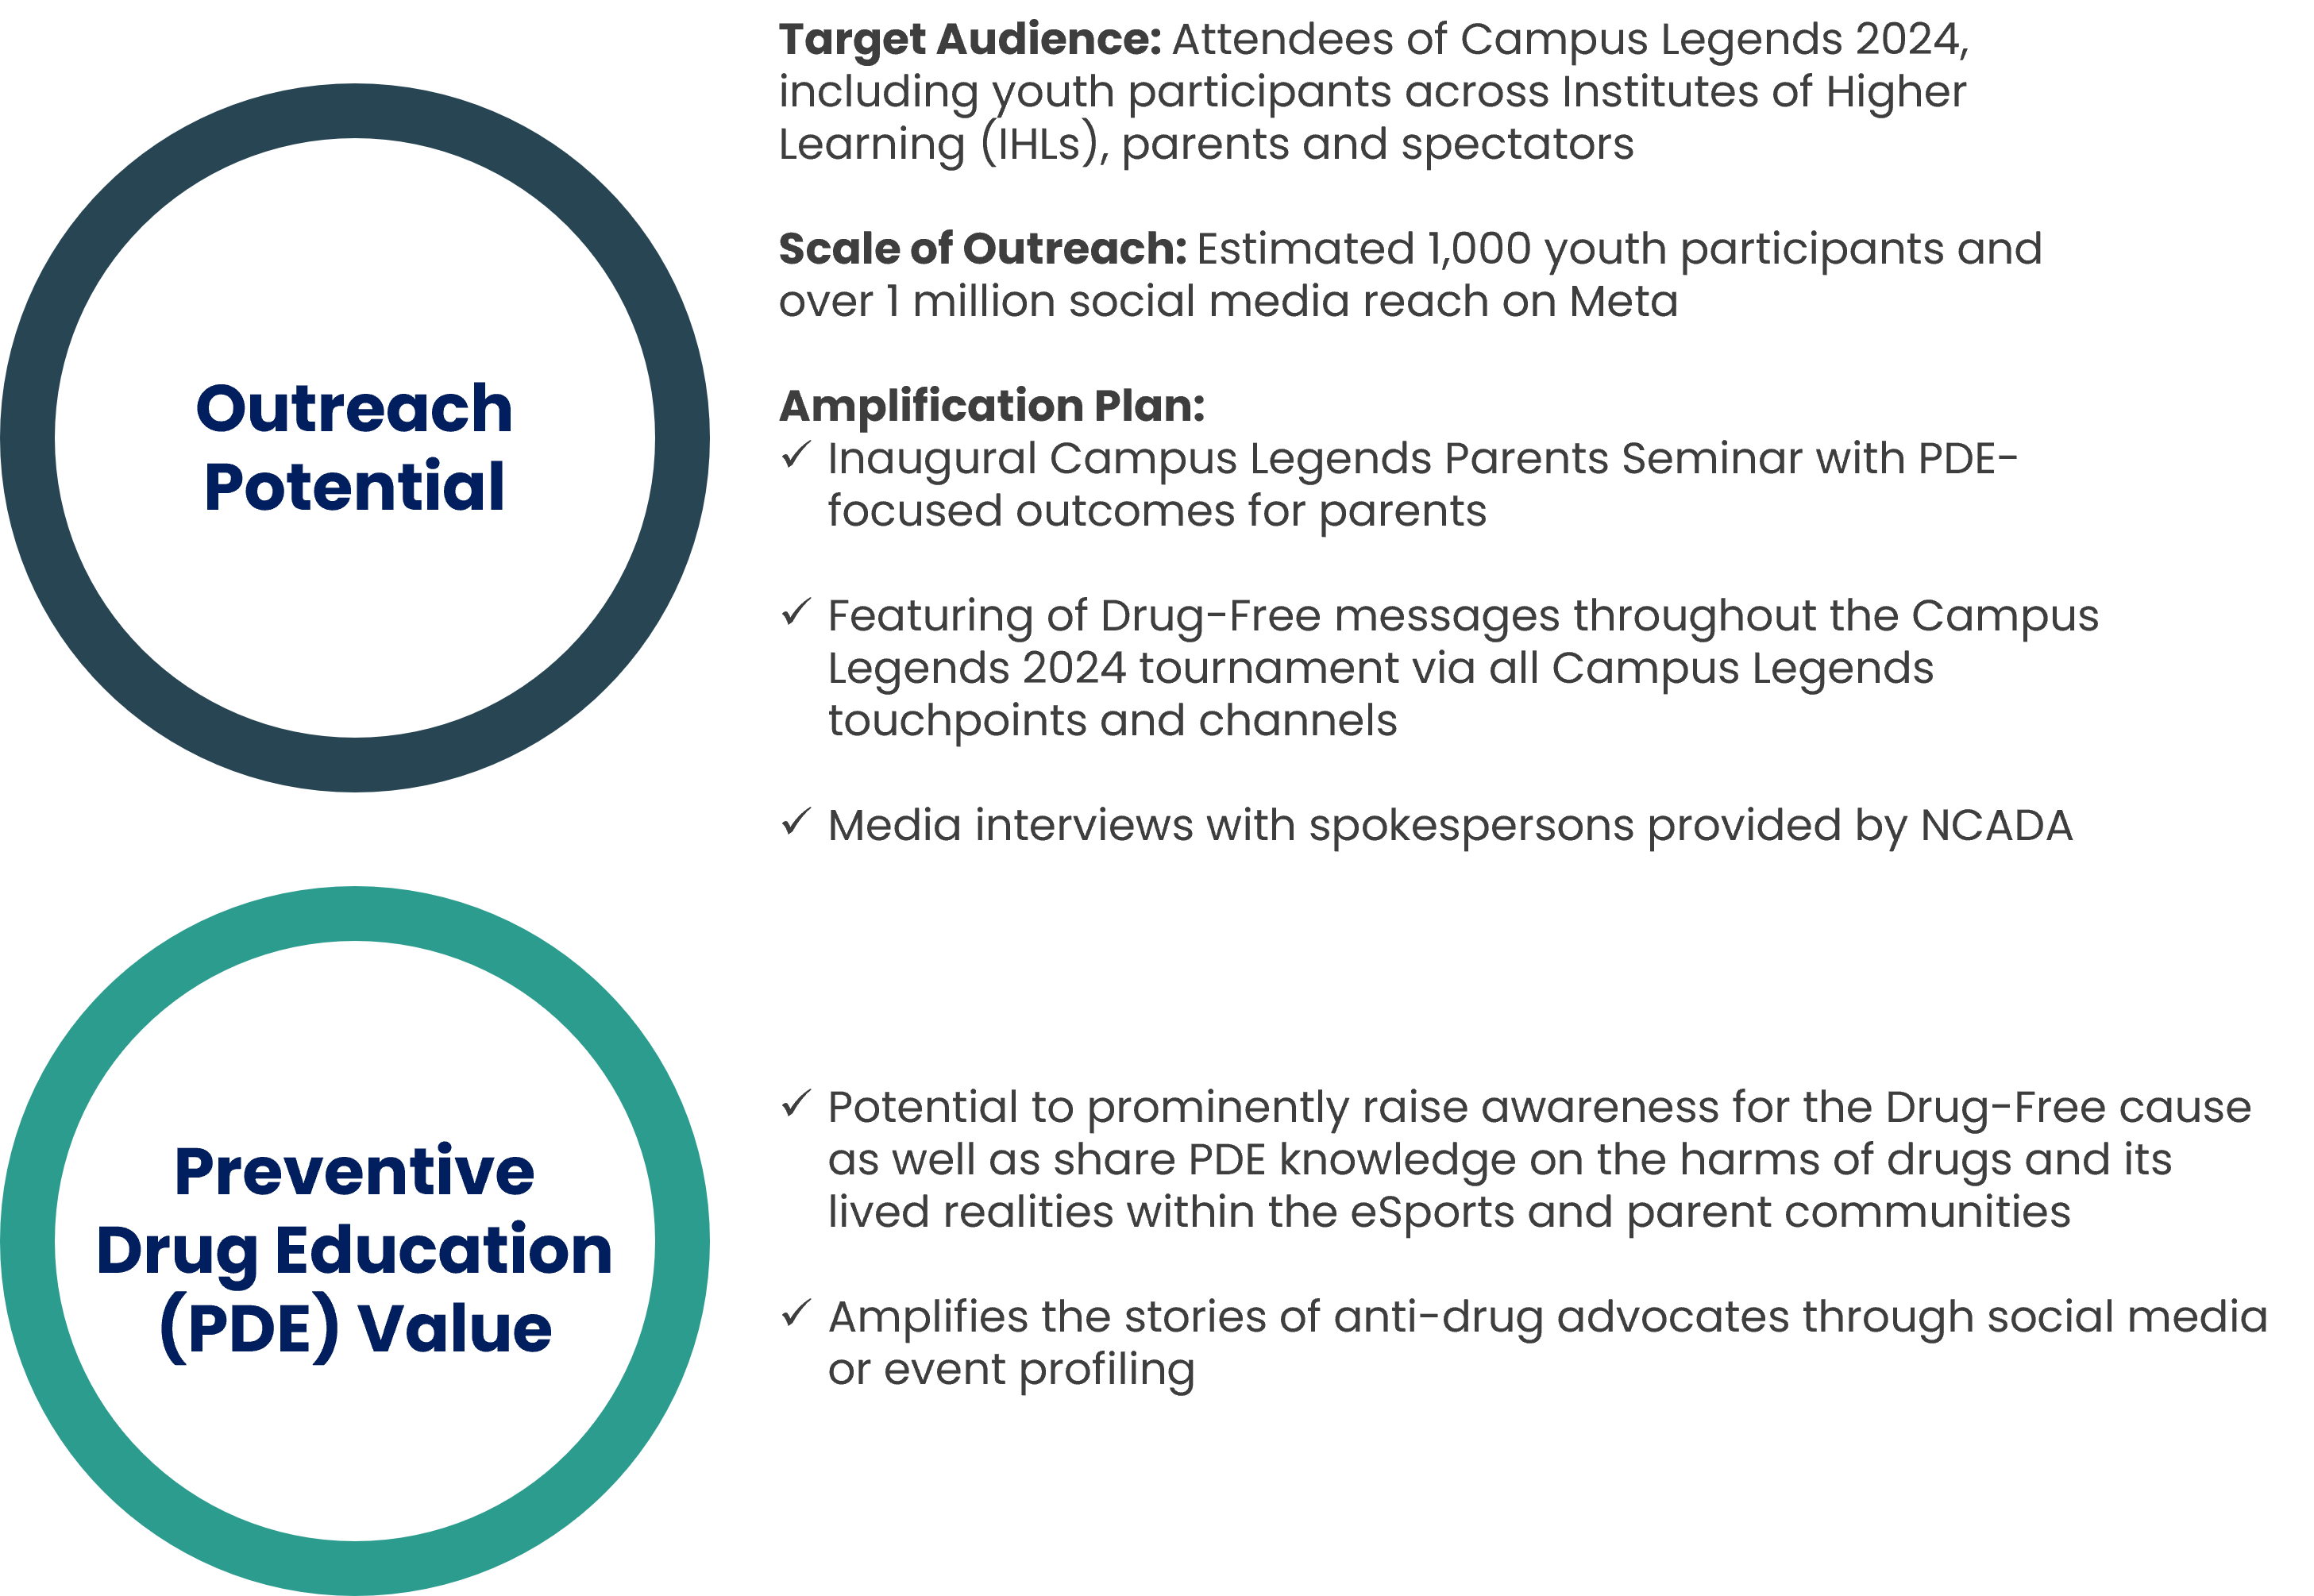 Outreach
Potential
Target Audience: Attendees of Campus Legends 2024,
including youth participants across Institutes of Higher
Learning (IHLs), parents and spectators
Scale of Outreach: Estimated 1,000 youth participants and
over 1 million social media reach on Meta
Amplification Plan:
✓ Inaugural Campus Legends Parents Seminar with PDE-
focused outcomes for parents
✓ Featuring of Drug-Free messages throughout the Campus
Legends 2024 tournament via all Campus Legends
touchpoints and channels
✓ Media interviews with spokespersons provided by NCADA
Preventive
Drug Education
(PDE) Value
✓ Potential to prominently raise awareness for the Drug-Free cause
as well as share PDE knowledge on the harms of drugs and its
lived realities within the eSports and parent communities
✓ Amplifies the stories of anti-drug advocates through social media
or event profiling